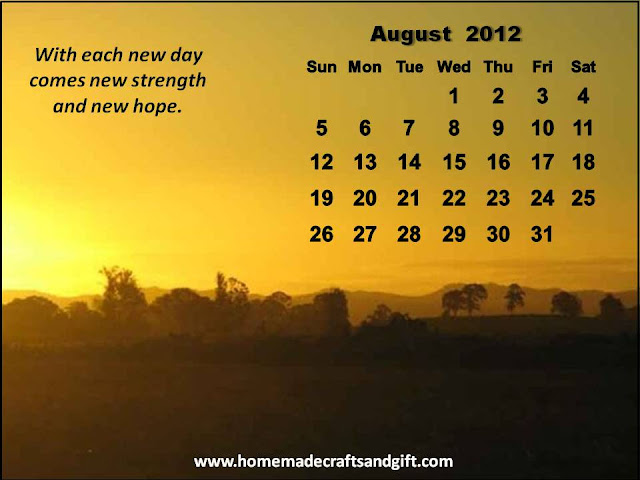 With each new day
comes new strength
and new hope.
August 2012
Sun Mon Tue Wed Thu Fri Sat
1 2 3 4
5 6 7 8 9 10 11
12 13 14 15 16 17 18
19 20 21 22 23 24 25
26 27 28 29 30 31
www.homemadecraftsandgift.com